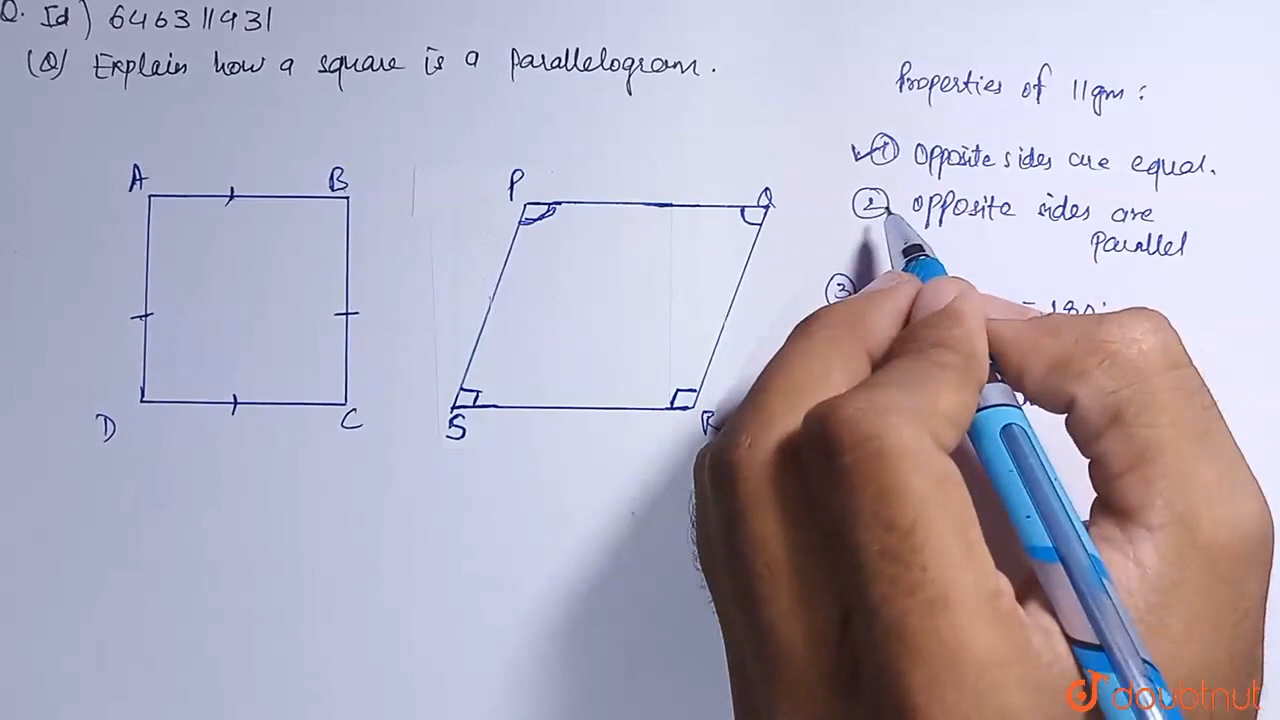 Q. Id) 646311931
(Q) Explain how a square is a parallelogram.
Properties of 11gm:
① Opposite sides are equal.
② Opposite sides are
parallel
③
A
B
C
D
P
Q
R
S
doubtnut